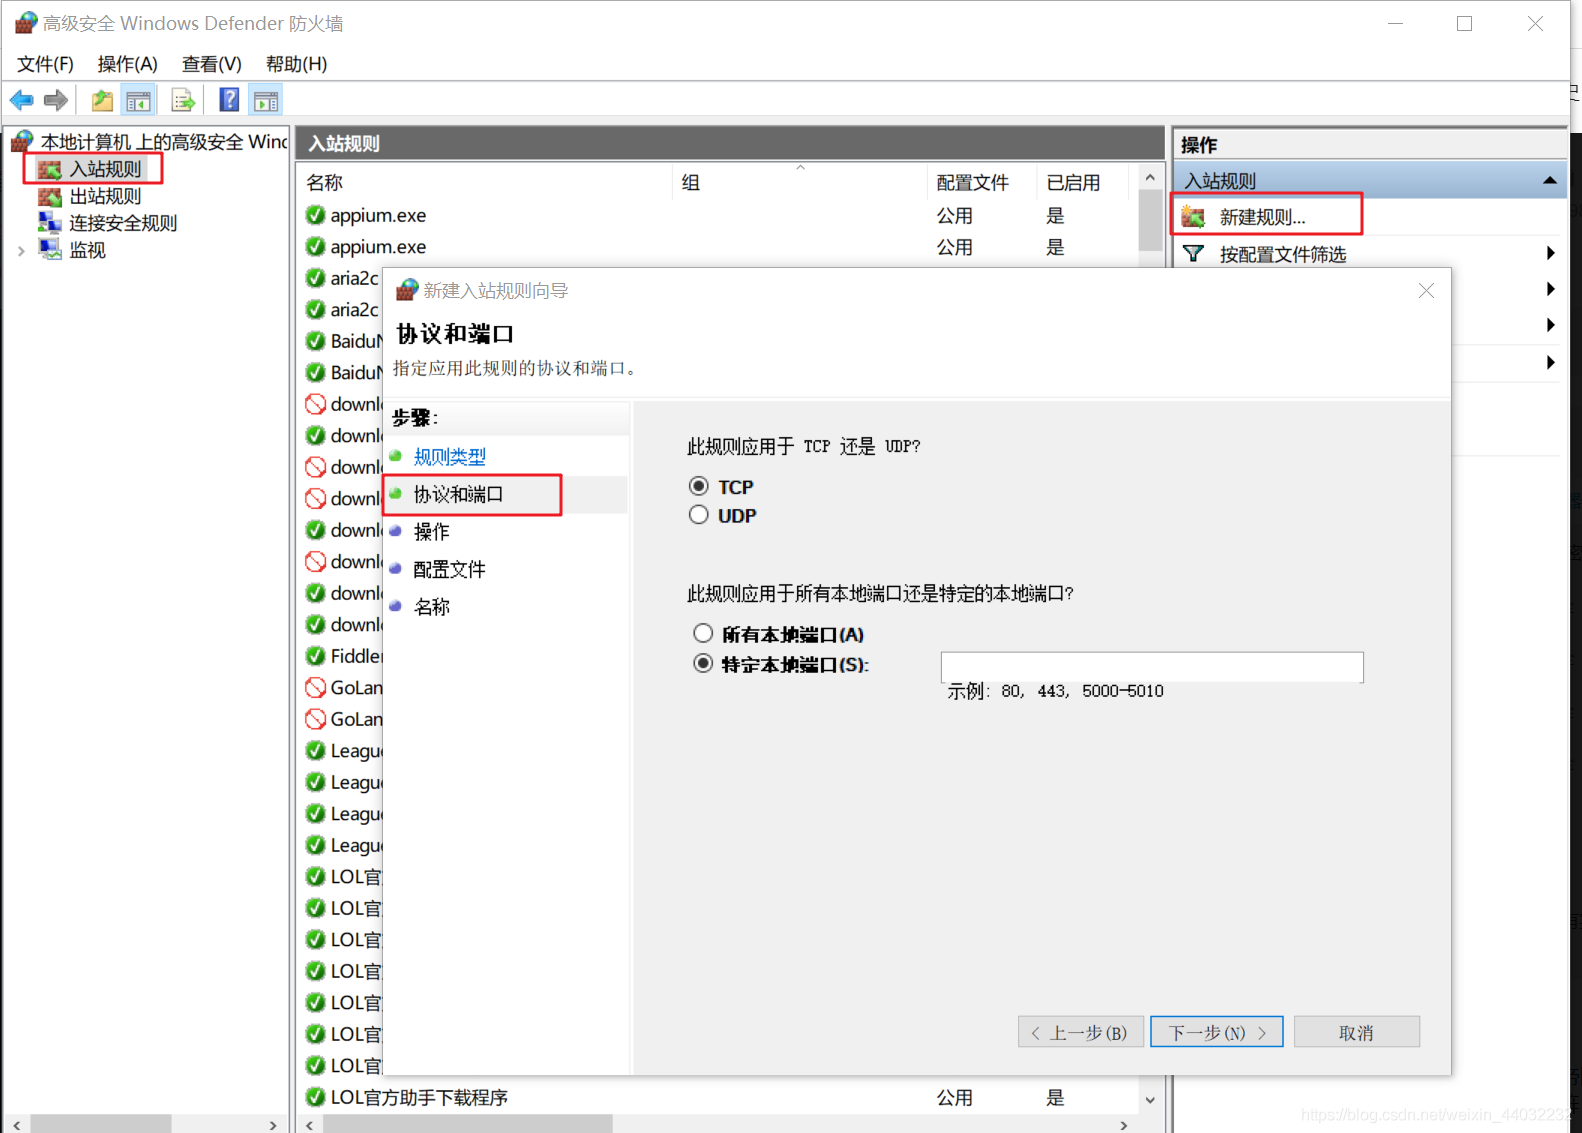 高级安全 Windows Defender 防火墙
文件(F) 操作(A) 查看(V) 帮助(H)
本地计算机 上的高级安全 Wind
入站规则
出站规则
连接安全规则
监视
入站规则
名称 组 配置文件 已启用
appium.exe 公用 是
appium.exe 公用 是
aria2c
aria2c
BaiduN
BaiduN
downl
downl
downl
downl
downl
downl
downl
downl
Fiddler
GoLan
GoLan
League
League
League
League
LOL官
LOL官
LOL官
LOL官
LOL官
LOL官
LOL官
LOL官方助手下载程序 公用 是
操作
入站规则
新建规则...
按配置文件筛选
新建入站规则向导
协议和端口
指定应用此规则的协议和端口。
步骤:
规则类型
协议和端口
操作
配置文件
名称
此规则应用于 TCP 还是 UDP?
TCP
UDP
此规则应用于所有本地端口还是特定的本地端口?
所有本地端口(A)
特定本地端口(S):
示例: 80, 443, 5000-5010
< 上一步(B) 下一步(N) > 取消
https://blog.csdn.net/weixin_44032232